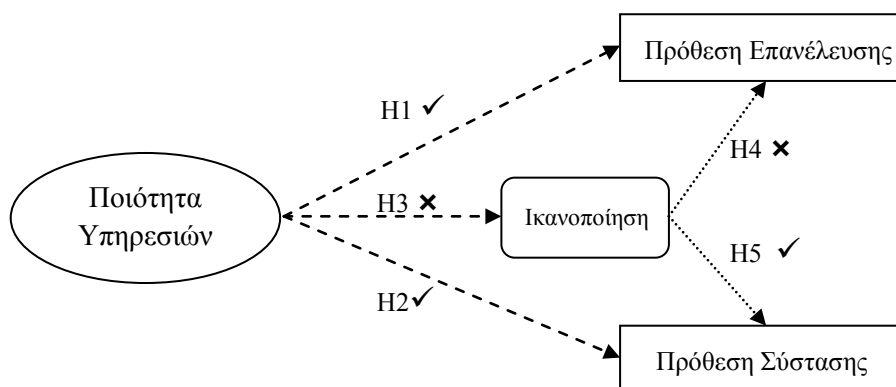 Πρόθεση Επανέλευσης
H1 ✓
H4 ✖
Ποιότητα
Υπηρεσιών
H3 ✖
Ικανοποίηση
H5 ✓
H2 ✓
Πρόθεση Σύστασης